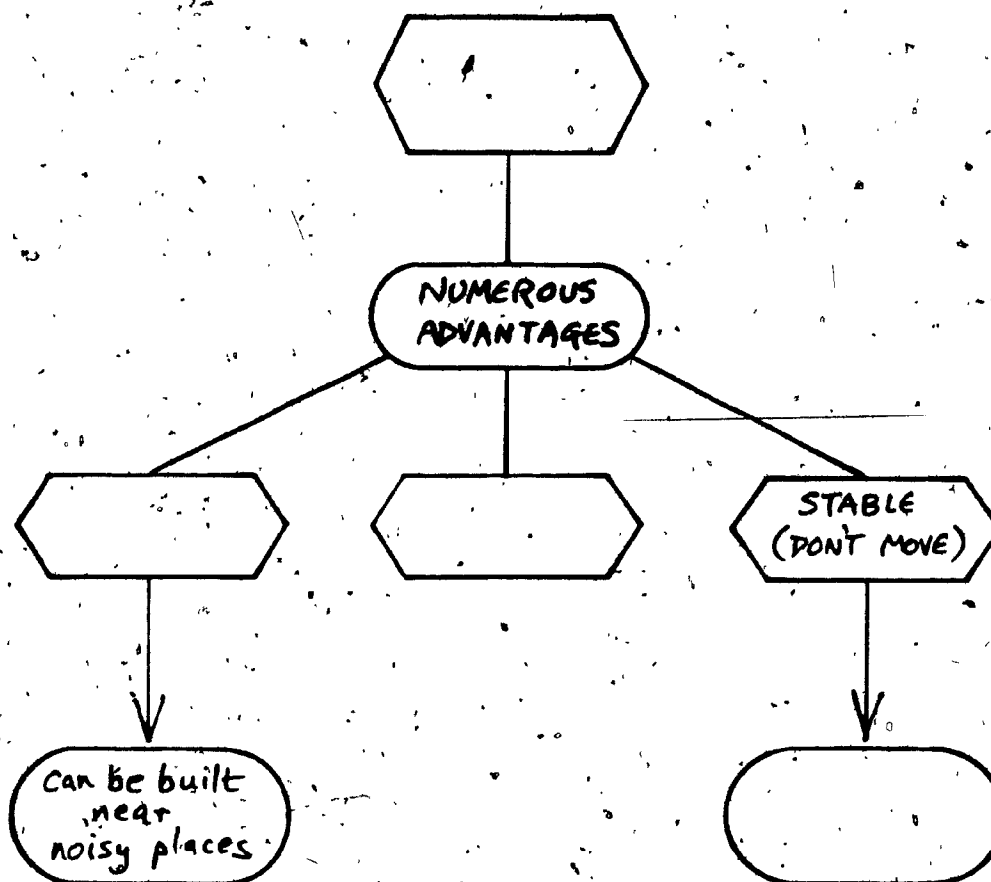 NUMEROUS
ADVANTAGES
STABLE
(DON'T MOVE)
can be built
near
noisy places